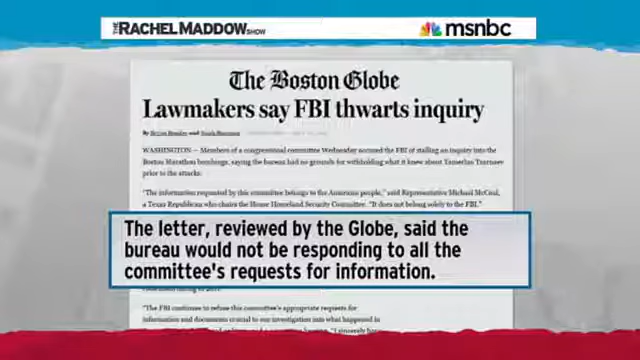 THE RACHEL MADDOW SHOW
msnbc
The Boston Globe
Lawmakers say FBI thwarts inquiry
By and
WASHINGTON — Members of a congressional committee Wednesday accused the FBI of stalling an inquiry into the
Boston Marathon bombings, saying the bureau had no grounds for withholding what it knew about Tamerlan Tsarnaev
prior to the attacks.
"The information requested by this committee belongs to the American people," said Representative Michael McCaul,
a Texas Republican who chairs the House Homeland Security Committee. "It does not belong solely to the FBI."
The letter, reviewed by the Globe, said the
bureau would not be responding to all the
committee's requests for information.
"The FBI continues to refuse this committee's appropriate requests for
information and documents crucial to our investigation into what happened in